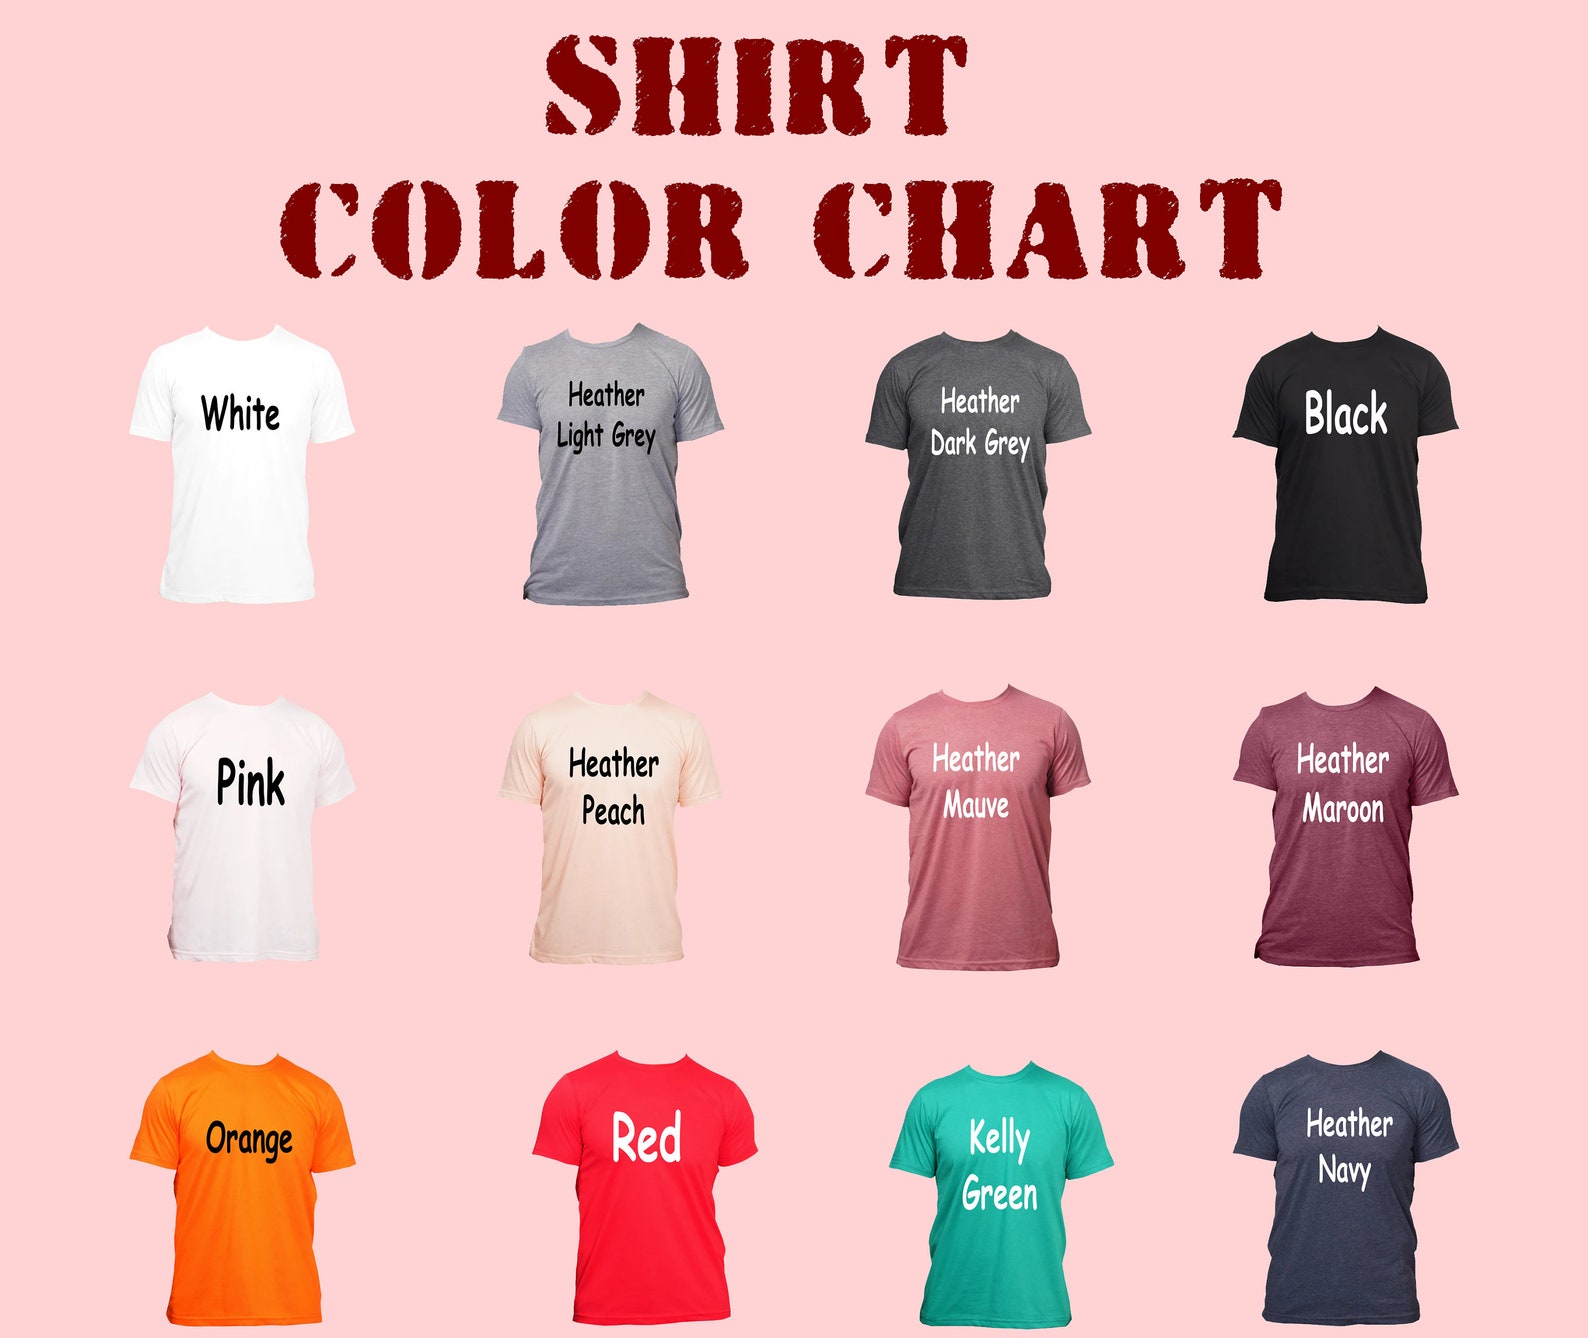 SHIRT
COLOR CHART
White
Heather
Light Grey
Heather
Dark Grey
Black
Pink
Heather
Peach
Heather
Mauve
Heather
Maroon
Orange
Red
Kelly
Green
Heather
Navy